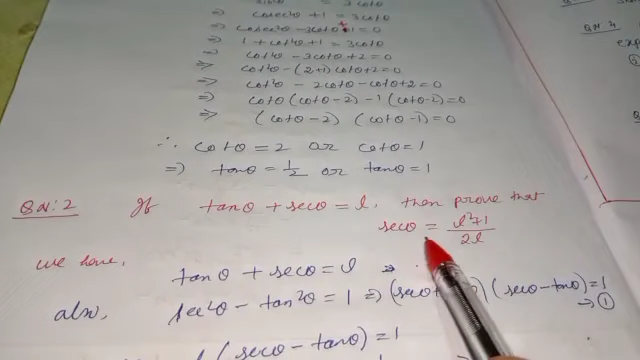 = 3cotθ
⇒ cosec²θ + 1 = 3cotθ
⇒ cosec²θ - 3cotθ + 1 = 0
⇒ 1 + cot²θ + 1 = 3cotθ
⇒ cot²θ - 3cotθ + 2 = 0
⇒ cot²θ - (2+1)cotθ + 2 = 0
⇒ cot²θ - 2cotθ - cotθ + 2 = 0
⇒ cotθ (cotθ - 2) - 1 (cotθ - 2) = 0
⇒ (cotθ - 2) (cotθ - 1) = 0
∴ cotθ = 2 or cotθ = 1
⇒ tanθ = 1/2 or tanθ = 1
QN:2 If tanθ + secθ = l, then prove that
secθ = l²+1/2l
we have,
tanθ + secθ = l
also, sec²θ - tan²θ = 1 ⇒ (secθ + ) (secθ - tanθ) = 1
→ ①
l (secθ - tanθ) = 1
QN:4
exp